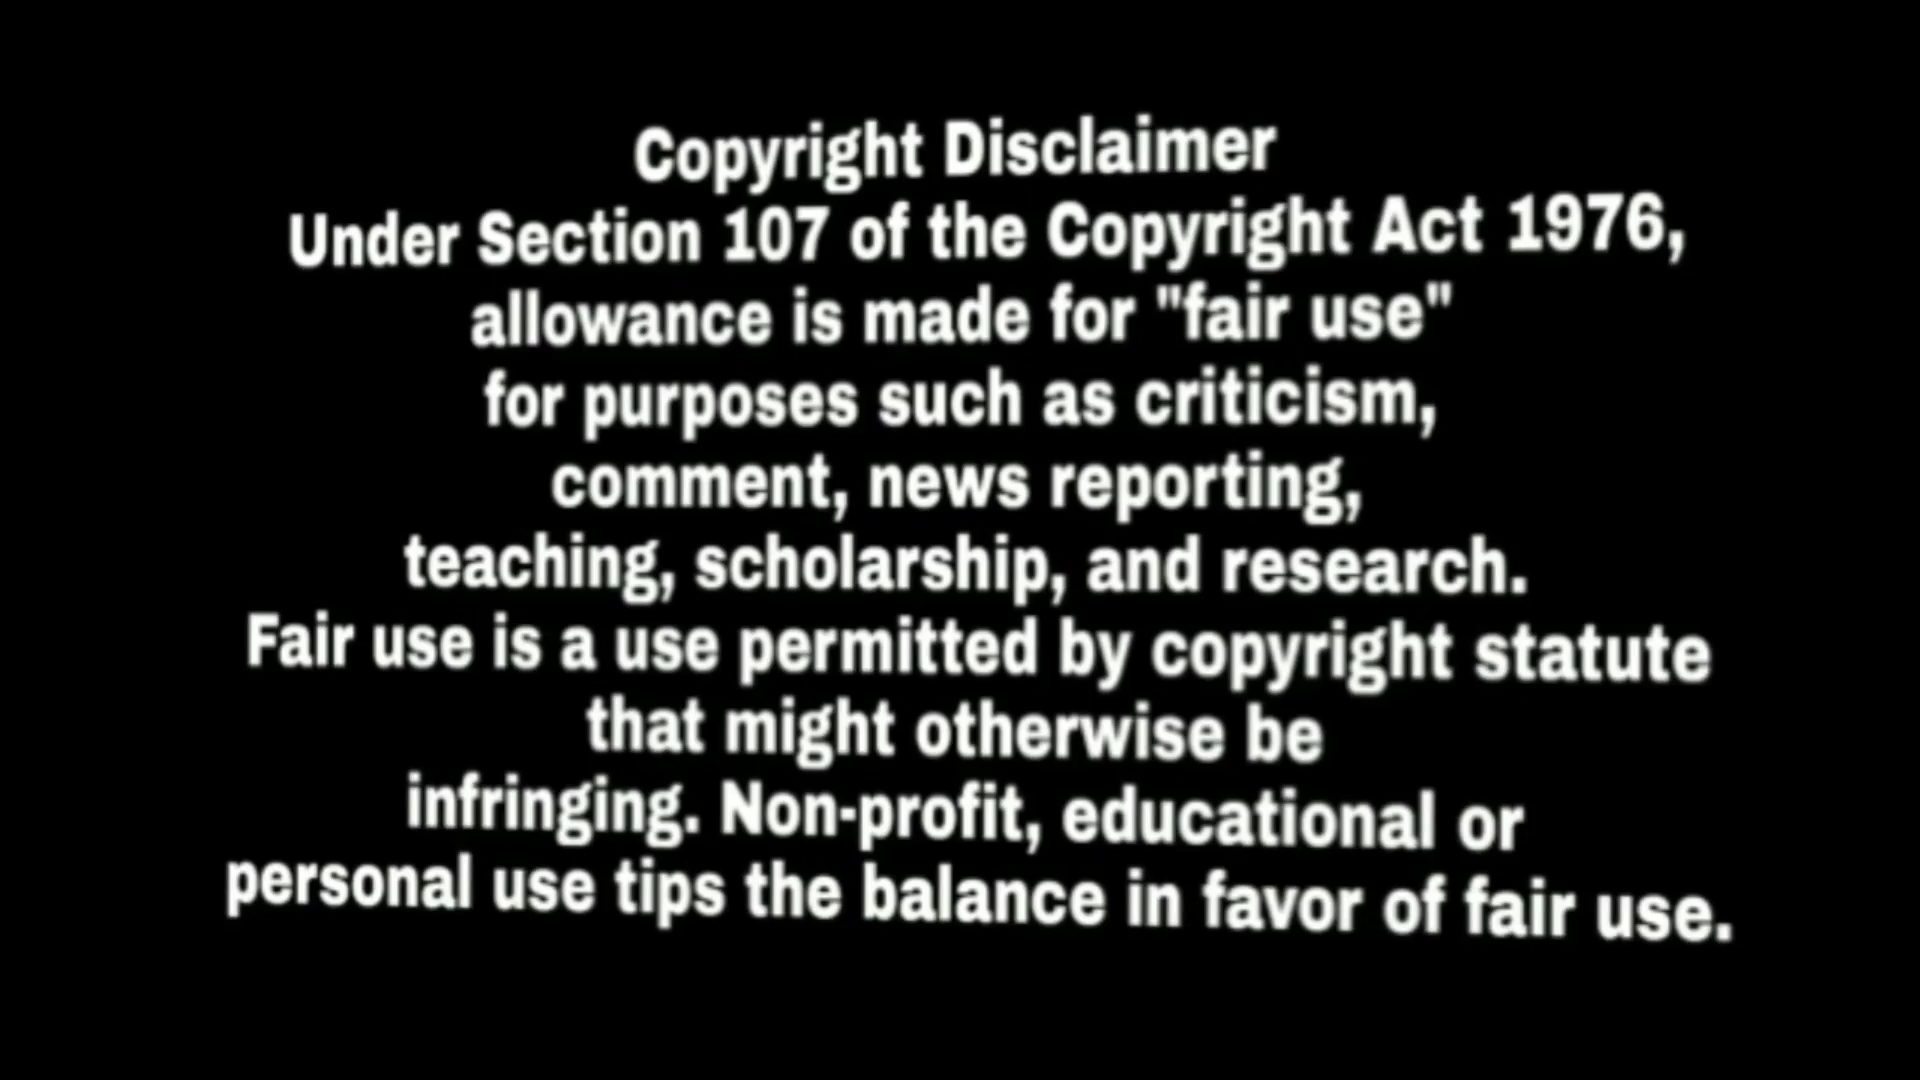 Copyright Disclaimer
Under Section 107 of the Copyright Act 1976,
allowance is made for "fair use"
for purposes such as criticism,
comment, news reporting,
teaching, scholarship, and research.
Fair use is a use permitted by copyright statute
that might otherwise be
infringing. Non-profit, educational or
personal use tips the balance in favor of fair use.